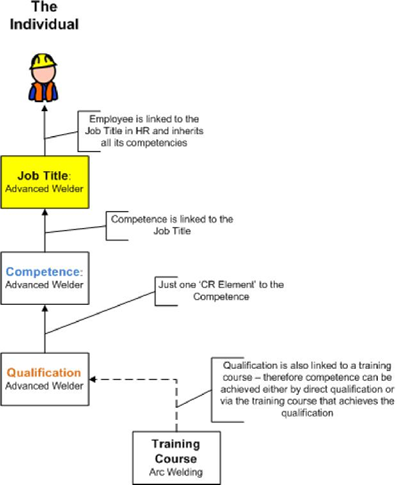 The
Individual
Employee is linked to the
Job Title in HR and inherits
all its competencies
Job Title:
Advanced Welder
Competence is linked to the
Job Title
Competence:
Advanced Welder
Just one ‘CR Element’ to the
Competence
Qualification
Advanced Welder
Qualification is also linked to a training
course – therefore competence can be
achieved either by direct qualification or
via the training course that achieves the
qualification
Training
Course
Arc Welding